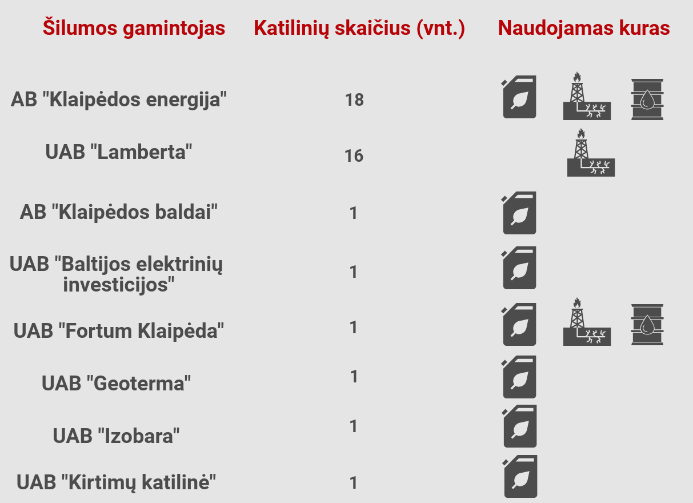 Šilumos gamintojas Katilinių skaičius (vnt.) Naudojamas kuras
AB "Klaipėdos energija" 18
UAB "Lamberta" 16
AB "Klaipėdos baldai" 1
UAB "Baltijos elektrinių
investicijos" 1
UAB "Fortum Klaipėda" 1
UAB "Geoterma" 1
UAB "Izobara" 1
UAB "Kirtimų katilinė" 1